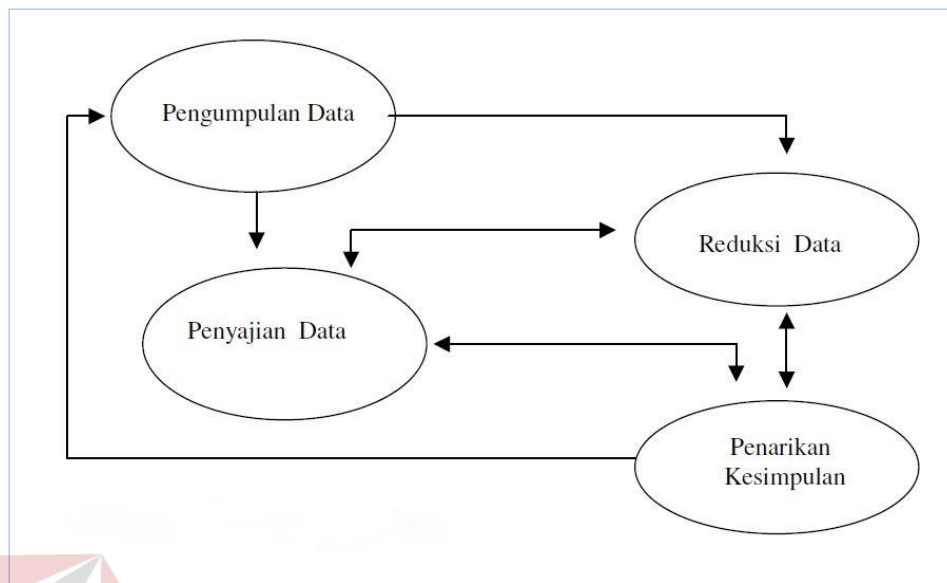 Pengumpulan Data
Reduksi Data
Penyajian Data
Penarikan
Kesimpulan